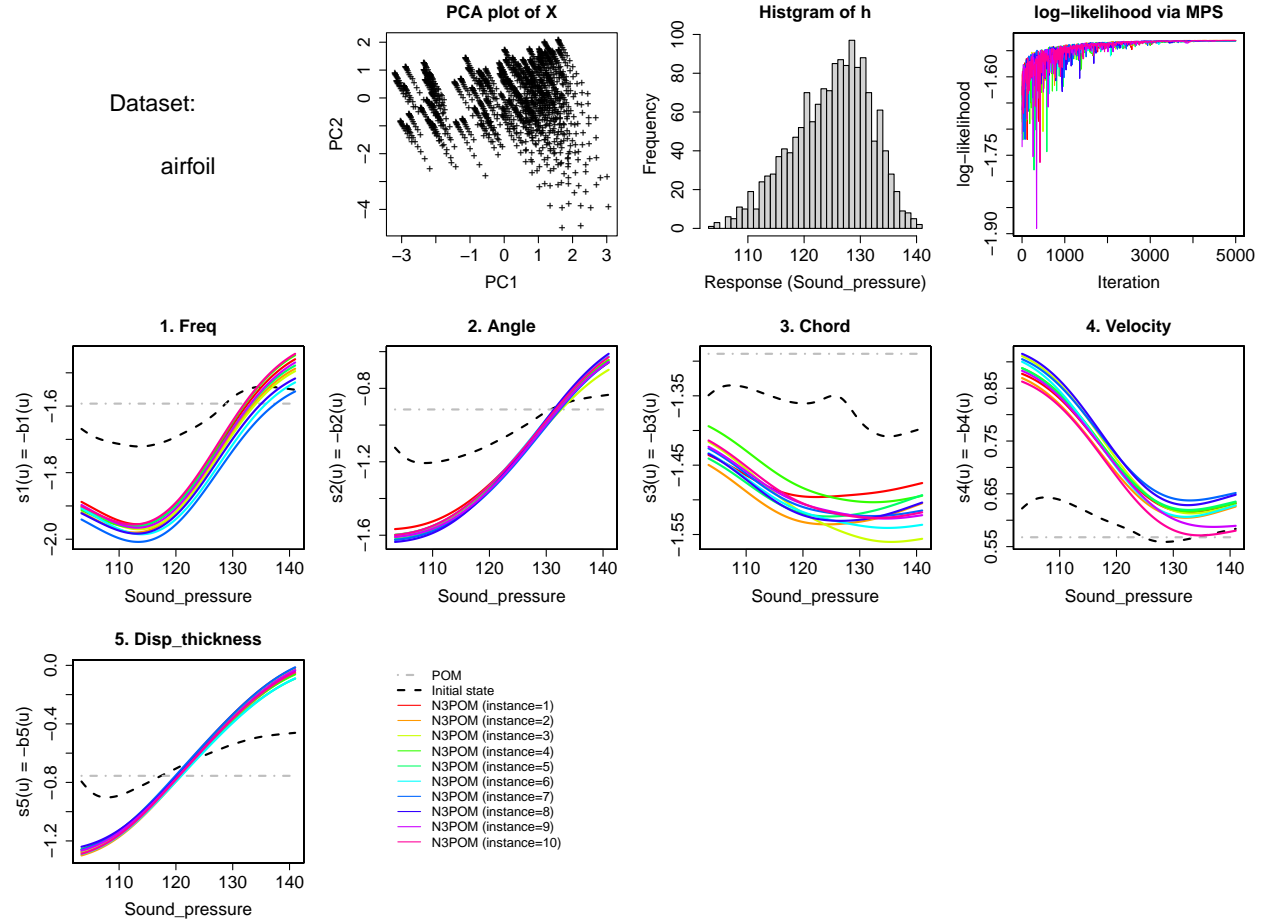 Dataset:
airfoil
PCA plot of X
PC2
2
1
0
−2
−4
−3
−1
0
1
2
3
PC1
Histgram of h
Frequency
0
20
40
60
80
100
110
120
130
140
Response (Sound_pressure)
log−likelihood via MPS
log−likelihood
−1.60
−1.75
−1.90
0
1000
3000
5000
Iteration
1. Freq
s1(u) = −b1(u)
−1.6
−1.8
−2.0
110
120
130
140
Sound_pressure
2. Angle
s2(u) = −b2(u)
−0.8
−1.2
−1.6
110
120
130
140
Sound_pressure
3. Chord
s3(u) = −b3(u)
−1.35
−1.45
−1.55
110
120
130
140
Sound_pressure
4. Velocity
s4(u) = −b4(u)
0.85
0.75
0.65
0.55
110
120
130
140
Sound_pressure
5. Disp_thickness
s5(u) = −b5(u)
0.0
−0.4
−0.8
−1.2
110
120
130
140
Sound_pressure
POM
Initial state
N3POM (instance=1)
N3POM (instance=2)
N3POM (instance=3)
N3POM (instance=4)
N3POM (instance=5)
N3POM (instance=6)
N3POM (instance=7)
N3POM (instance=8)
N3POM (instance=9)
N3POM (instance=10)